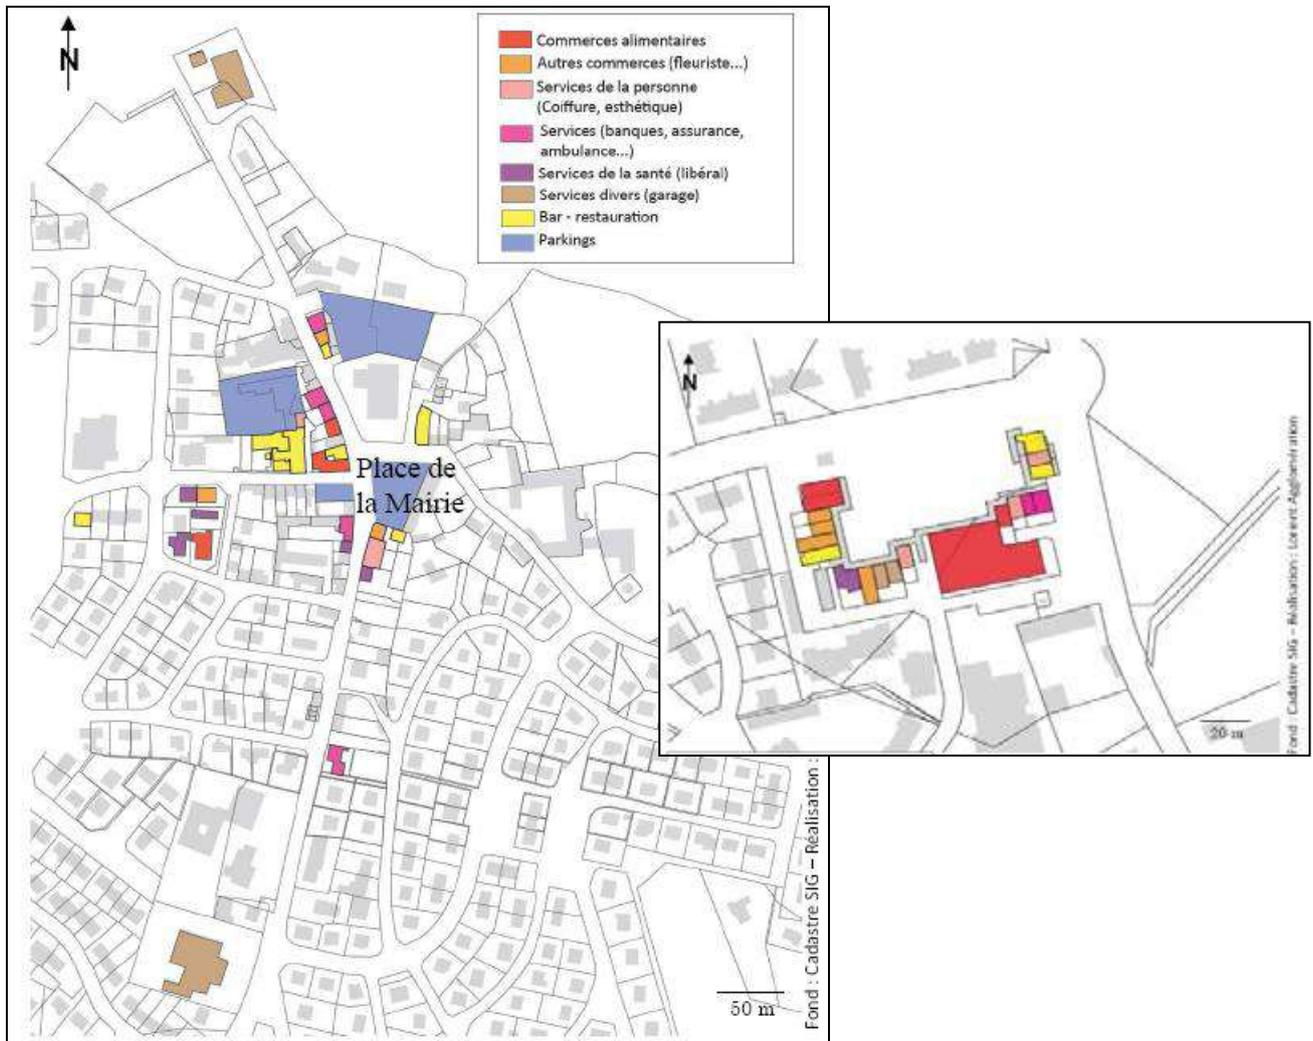 N
Commerces alimentaires
Autres commerces (fleuriste...)
Services de la personne
(Coiffure, esthétique)
Services (banques, assurance,
ambulance...)
Services de la santé (libéral)
Services divers (garage)
Bar - restauration
Parkings
Place de
la Mairie
50 m
Fond : Cadastre SIG – Réalisation :
N
20 m
Fond : Cadastre SIG – Réalisation : Lorient Agglomération